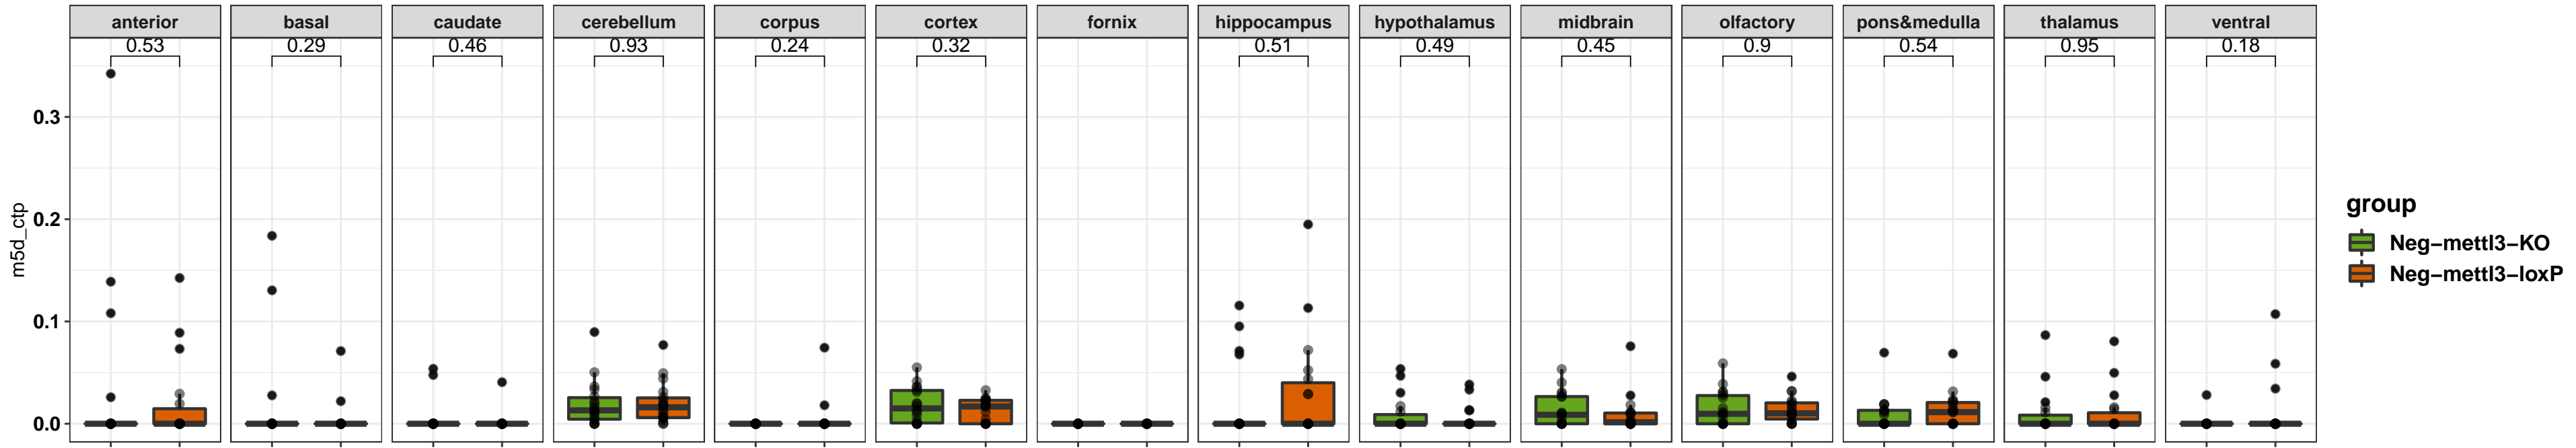 anterior basal caudate cerebellum corpus cortex fornix hippocampus hypothalamus midbrain olfactory pons&medulla thalamus ventral
0.53 0.29 0.46 0.93 0.24 0.32 0.51 0.49 0.45 0.9 0.54 0.95 0.18
0.3
0.2
0.1
0.0
m5d_ctp
group
Neg−mettl3−KO
Neg−mettl3−loxP